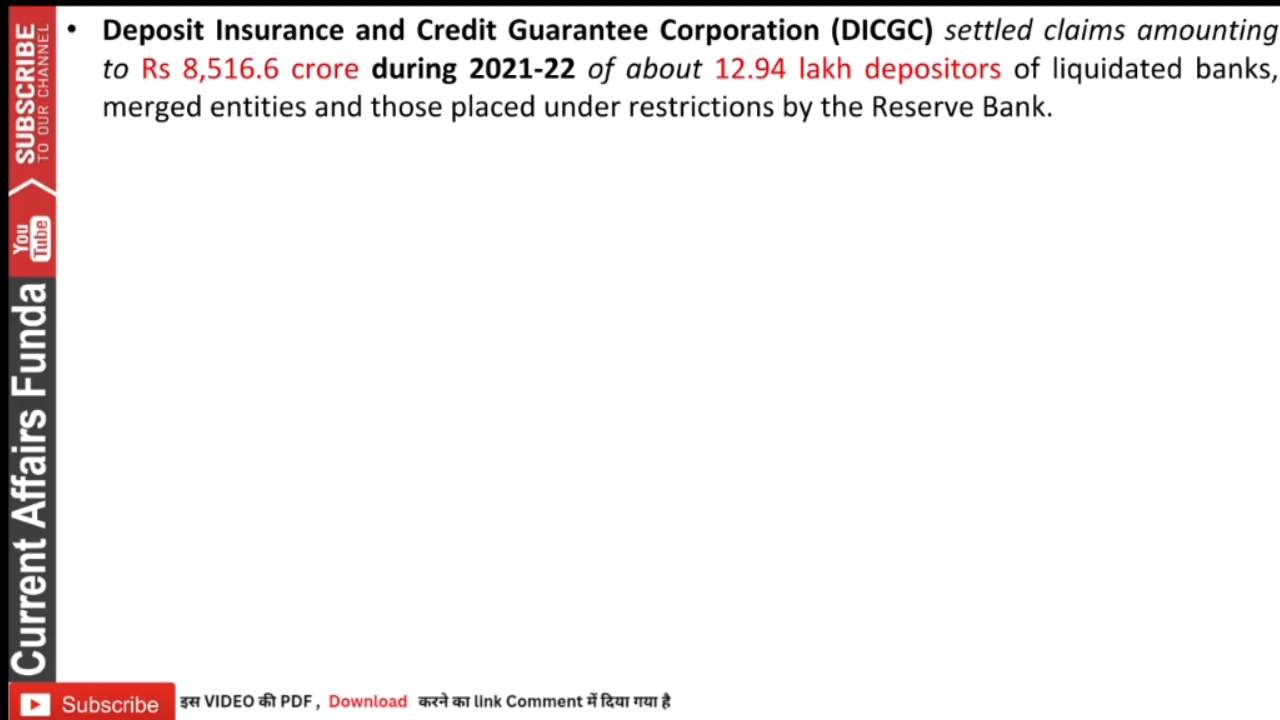 • Deposit Insurance and Credit Guarantee Corporation (DICGC) settled claims amounting
to Rs 8,516.6 crore during 2021-22 of about 12.94 lakh depositors of liquidated banks,
merged entities and those placed under restrictions by the Reserve Bank.
SUBSCRIBE
TO OUR CHANNEL
You
Tube
Current Affairs Funda
Subscribe
इस VIDEO की PDF , Download करने का link Comment में दिया गया है